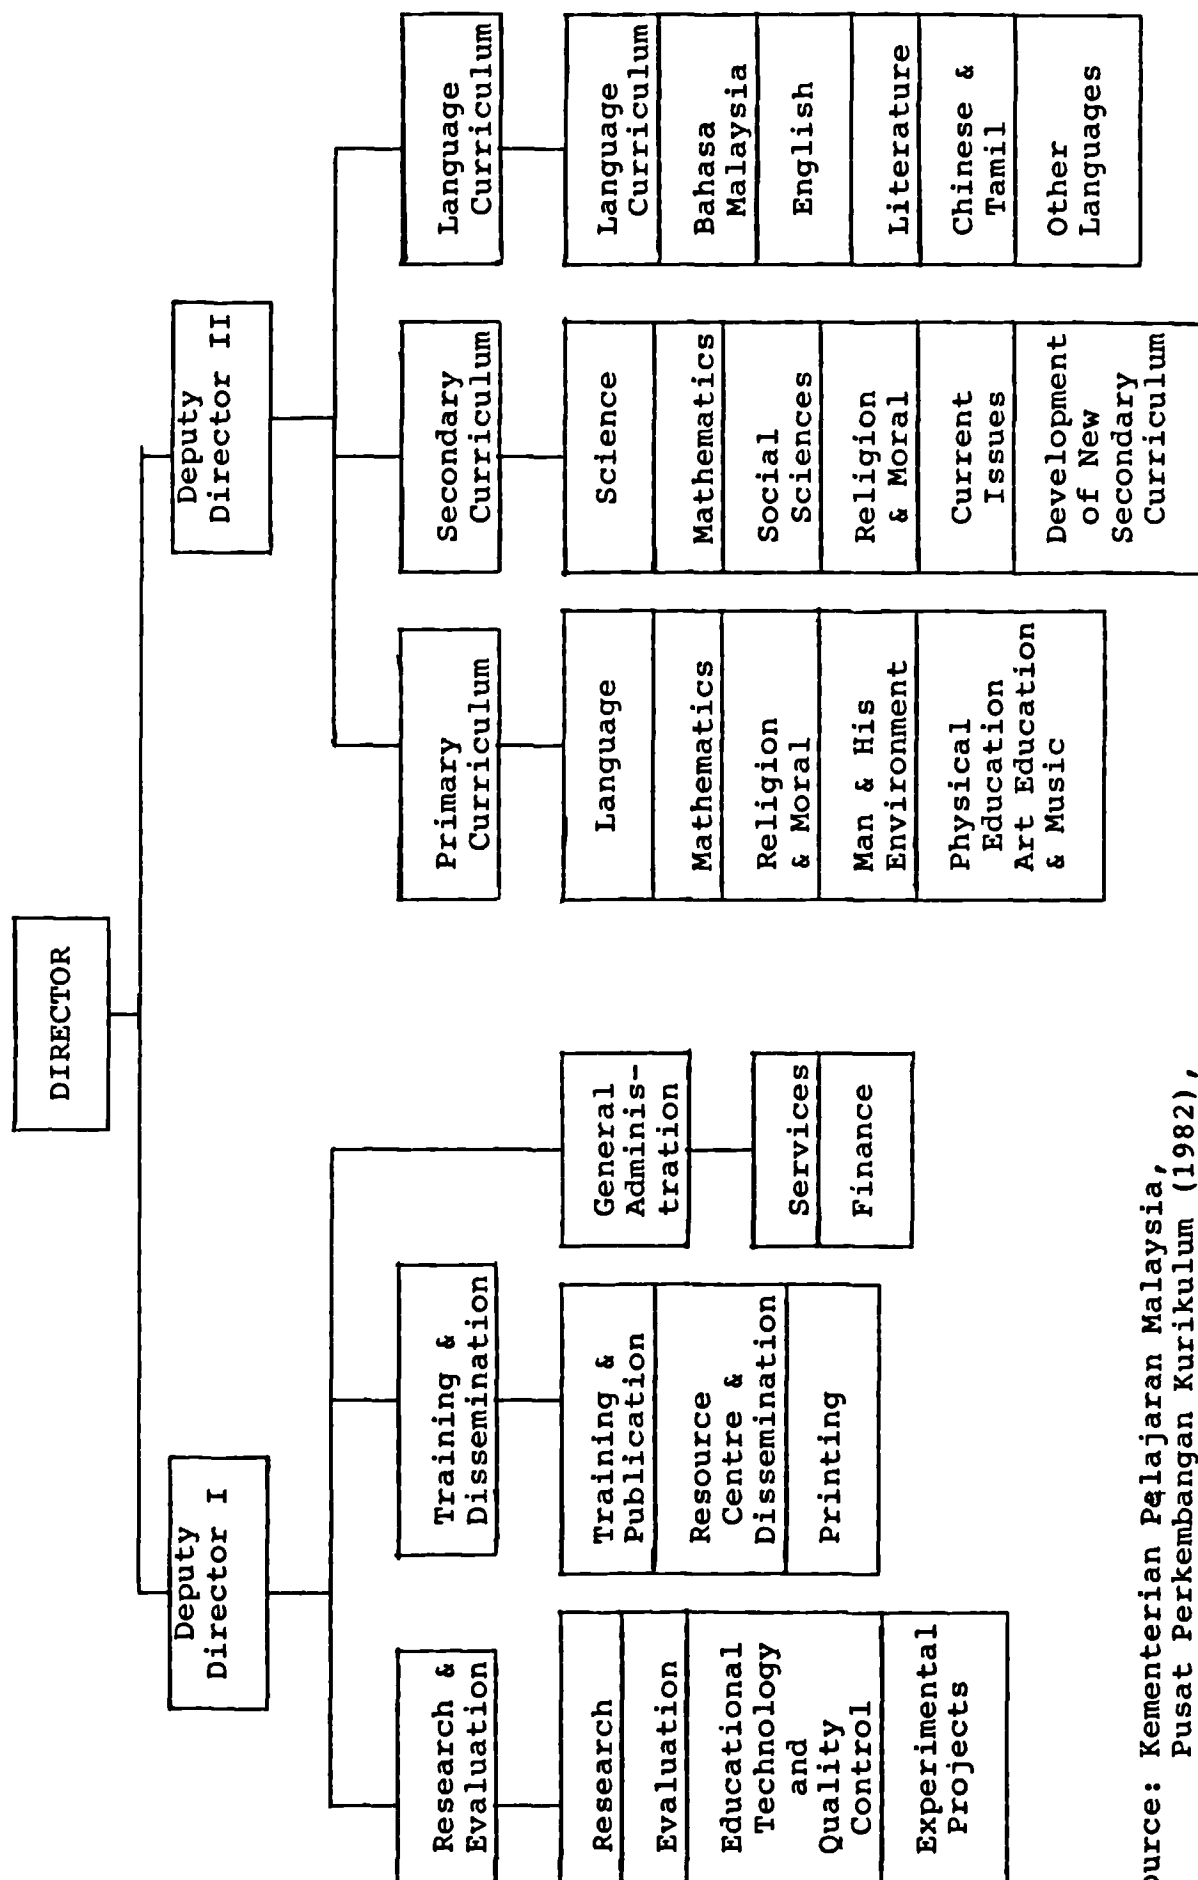 DIRECTOR
Deputy
Director I
Deputy
Director II
Research &
Evaluation
Training &
Dissemination
General
Adminis-
tration
Primary
Curriculum
Secondary
Curriculum
Language
Curriculum
Research
Evaluation
Educational
Technology
and
Quality
Control
Experimental
Projects
Training &
Publication
Resource
Centre &
Dissemination
Printing
Services
Finance
Language
Mathematics
Religion
& Moral
Man & His
Environment
Physical
Education
Art Education
& Music
Science
Mathematics
Social
Sciences
Religion
& Moral
Current
Issues
Development
of New
Secondary
Curriculum
Language
Curriculum
Bahasa
Malaysia
English
Literature
Chinese &
Tamil
Other
Languages
ource: Kementerian Pelajaran Malaysia,
Pusat Perkembangan Kurikulum (1982),